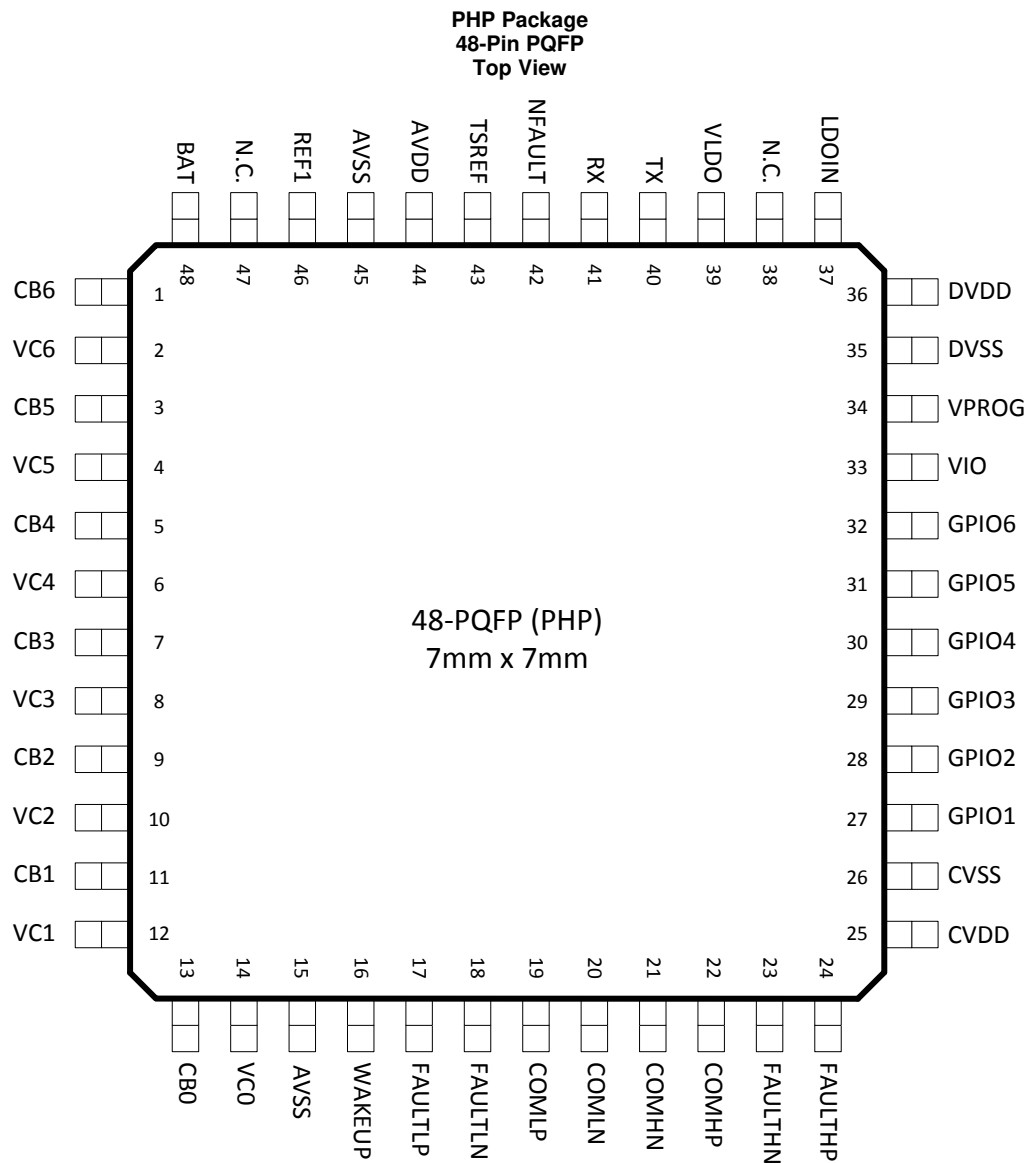 PHP Package
48-Pin PQFP
Top View
BAT
N.C.
REF1
AVSS
AVDD
TSREF
NFAULT
RX
TX
VLDO
N.C.
LDOIN
48
47
46
45
44
43
42
41
40
39
38
37
CB6 1
VC6 2
CB5 3
VC5 4
CB4 5
VC4 6
CB3 7
VC3 8
CB2 9
VC2 10
CB1 11
VC1 12
48-PQFP (PHP)
7mm x 7mm
36 DVDD
35 DVSS
34 VPROG
33 VIO
32 GPIO6
31 GPIO5
30 GPIO4
29 GPIO3
28 GPIO2
27 GPIO1
26 CVSS
25 CVDD
13
14
15
16
17
18
19
20
21
22
23
24
CB0
VC0
AVSS
WAKEUP
FAULTLP
FAULTLN
COMLP
COMLN
COMHN
COMHP
FAULTHN
FAULTHP